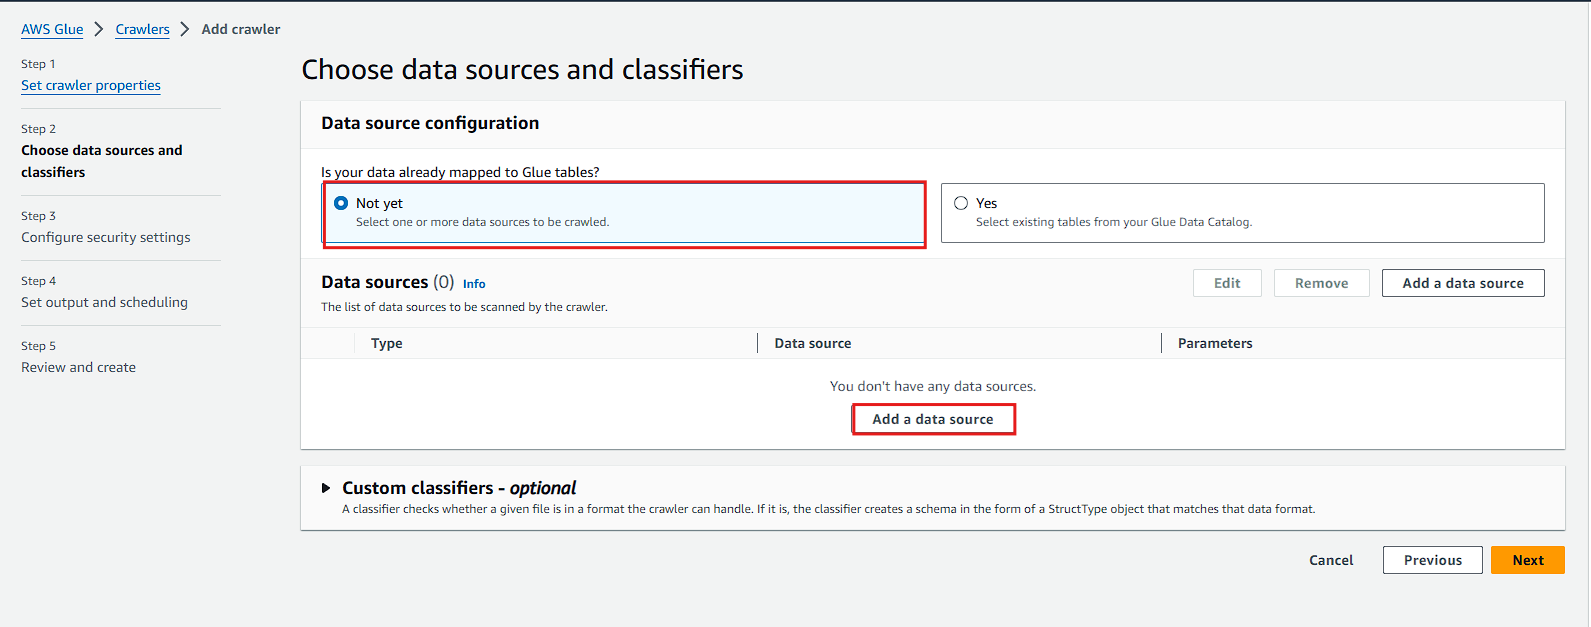 AWS Glue > Crawlers > Add crawler
Step 1
Set crawler properties
Step 2
Choose data sources and
classifiers
Step 3
Configure security settings
Step 4
Set output and scheduling
Step 5
Review and create
Choose data sources and classifiers
Data source configuration
Is your data already mapped to Glue tables?
Not yet
Select one or more data sources to be crawled.
Yes
Select existing tables from your Glue Data Catalog.
Data sources (0) Info
The list of data sources to be scanned by the crawler.
Edit Remove Add a data source
Type Data source Parameters
You don't have any data sources.
Add a data source
Custom classifiers - optional
A classifier checks whether a given file is in a format the crawler can handle. If it is, the classifier creates a schema in the form of a StructType object that matches that data format.
Cancel Previous Next